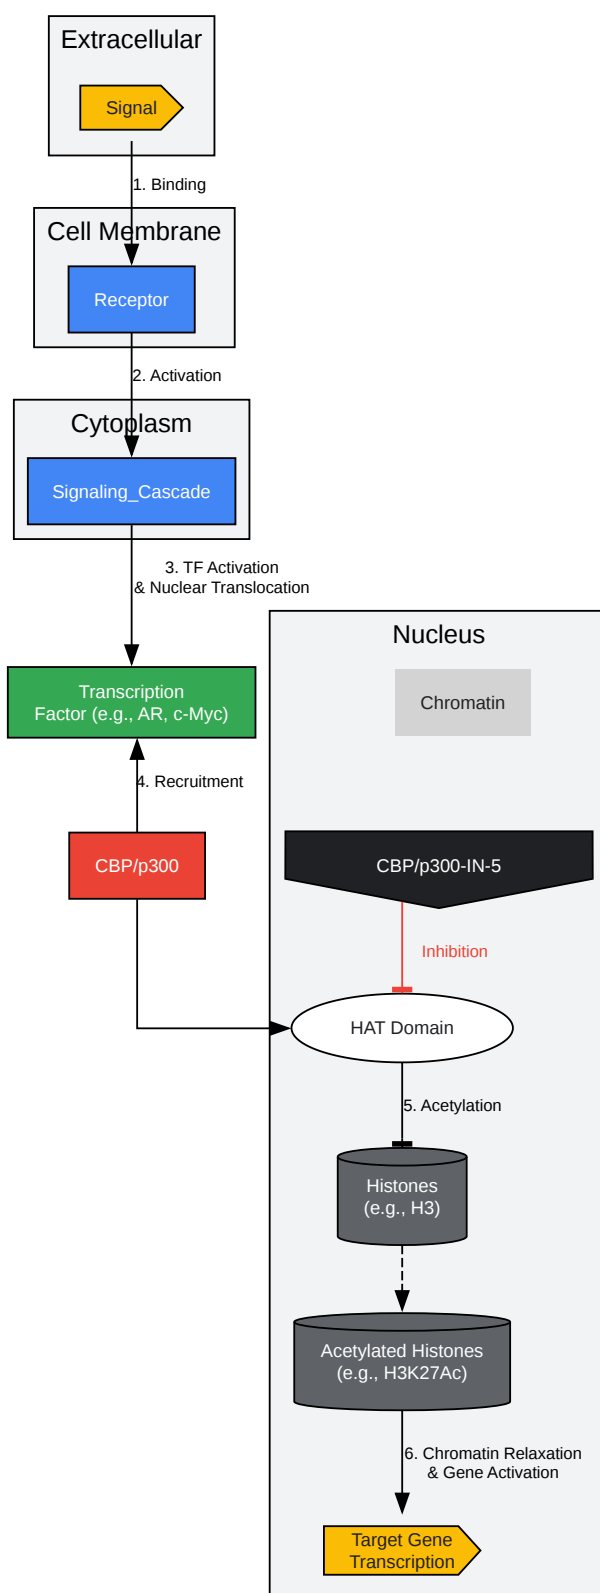 Extracellular
Signal
1. Binding
Cell Membrane
Receptor
2. Activation
Cytoplasm
Signaling_Cascade
3. TF Activation
& Nuclear Translocation
Nucleus
Transcription
Factor (e.g., AR, c-Myc)
Chromatin
4. Recruitment
CBP/p300
CBP/p300-IN-5
Inhibition
HAT Domain
5. Acetylation
Histones
(e.g., H3)
Acetylated Histones
(e.g., H3K27Ac)
6. Chromatin Relaxation
& Gene Activation
Target Gene
Transcription